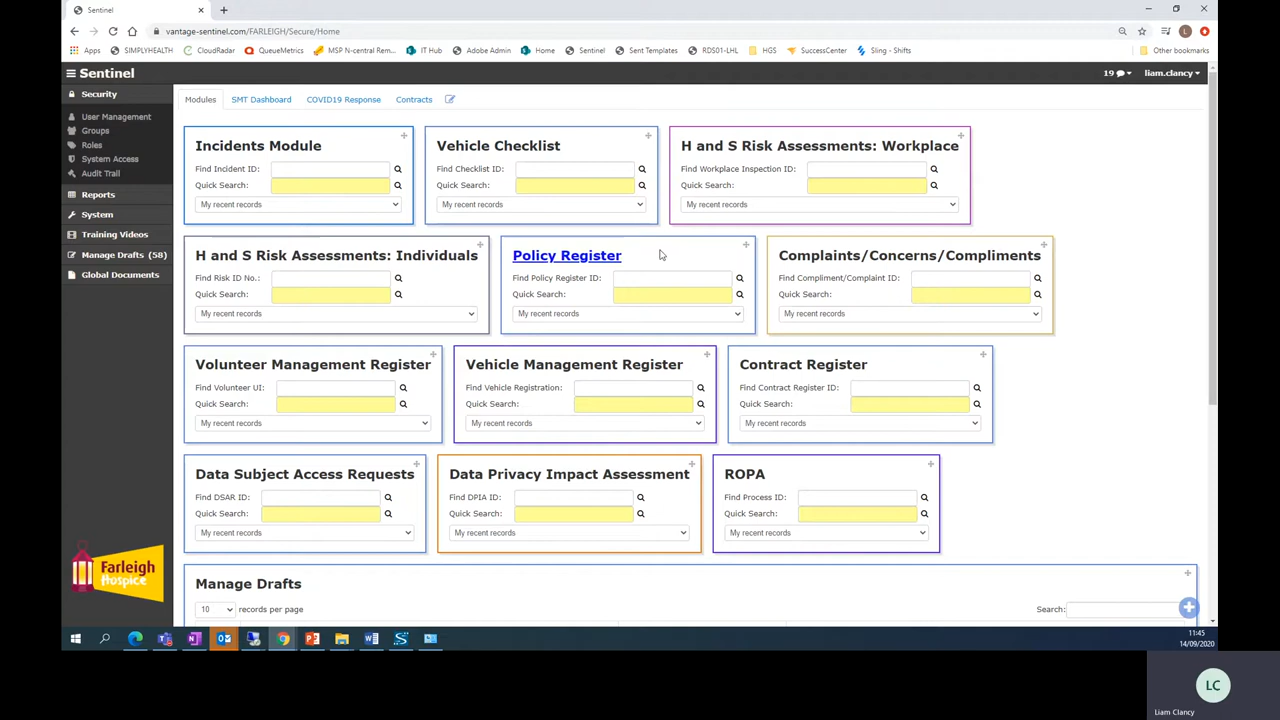 Sentinel
vantage-sentinel.com/FARLEIGH/Secure/Home
Apps SIMPLYHEALTH CloudRadar QueueMetrics MSP N-central Rem... IT Hub Adobe Admin Home Sentinel Sent Templates RDS01-LHL HGS SuccessCenter Sling - Shifts Other bookmarks
Sentinel 19 liam.clancy
Security
User Management
Groups
Roles
System Access
Audit Trail
Reports
System
Training Videos
Manage Drafts (58)
Global Documents
Farleigh
Hospice
Modules SMT Dashboard COVID19 Response Contracts
Incidents Module
Find Incident ID:
Quick Search:
My recent records
Vehicle Checklist
Find Checklist ID:
Quick Search:
My recent records
H and S Risk Assessments: Workplace
Find Workplace Inspection ID:
Quick Search:
My recent records
H and S Risk Assessments: Individuals
Find Risk ID No.:
Quick Search:
My recent records
Policy Register
Find Policy Register ID:
Quick Search:
My recent records
Complaints/Concerns/Compliments
Find Compliment/Complaint ID:
Quick Search:
My recent records
Volunteer Management Register
Find Volunteer UI:
Quick Search:
My recent records
Vehicle Management Register
Find Vehicle Registration:
Quick Search:
My recent records
Contract Register
Find Contract Register ID:
Quick Search:
My recent records
Data Subject Access Requests
Find DSAR ID:
Quick Search:
My recent records
Data Privacy Impact Assessment
Find DPIA ID:
Quick Search:
My recent records
ROPA
Find Process ID:
Quick Search:
My recent records
Manage Drafts
10 records per page Search:
11:45
14/09/2020
LC
Liam Clancy